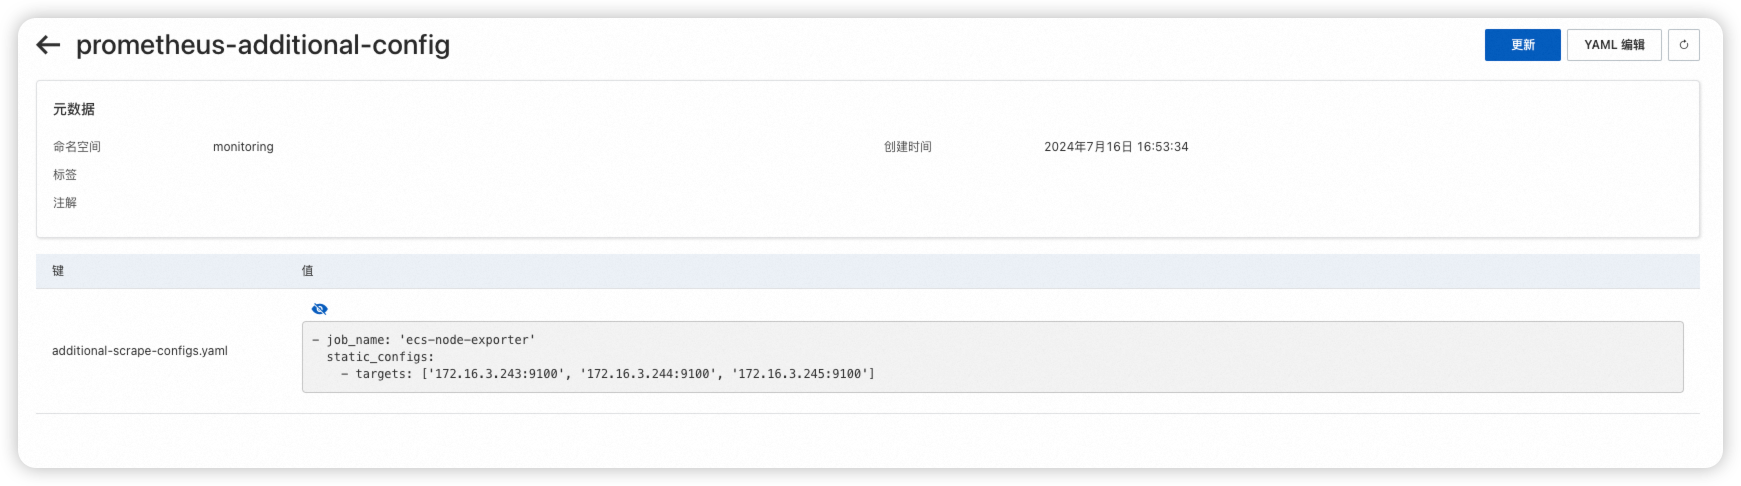 prometheus-additional-config
更新
YAML 编辑
元数据
命名空间 monitoring 创建时间 2024年7月16日 16:53:34
标签
注解
键 值
additional-scrape-configs.yaml
- job_name: 'ecs-node-exporter'
  static_configs:
    - targets: ['172.16.3.243:9100', '172.16.3.244:9100', '172.16.3.245:9100']